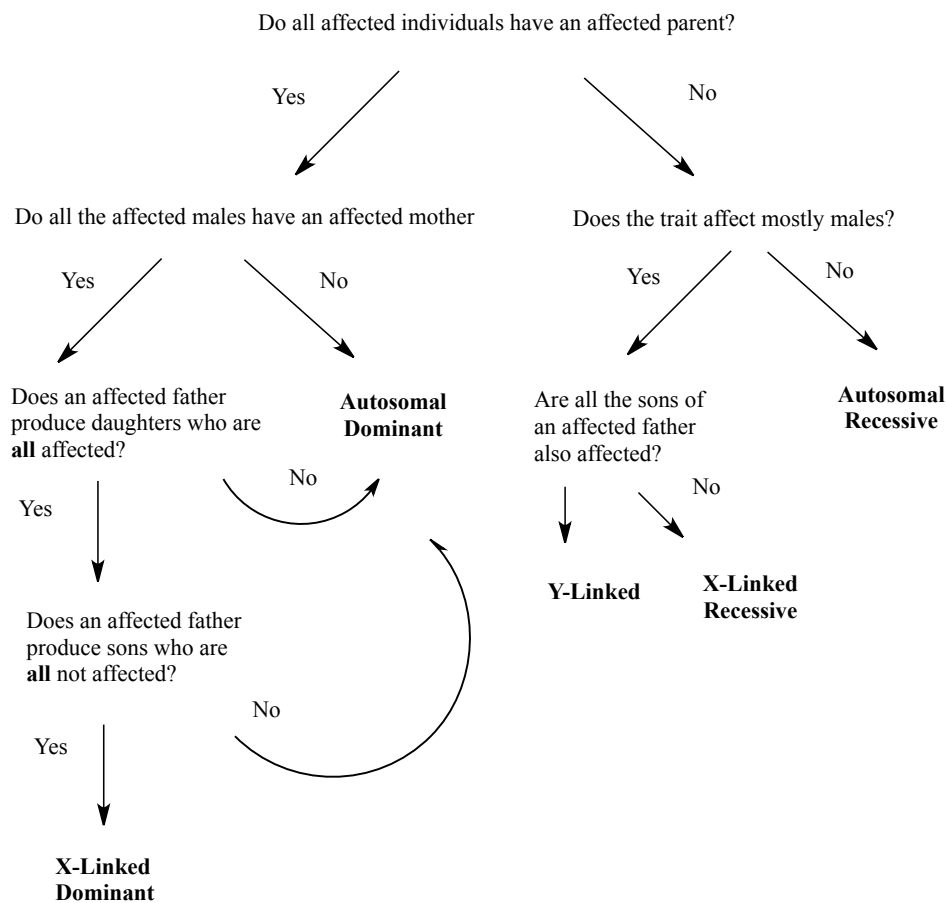 Do all affected individuals have an affected parent?
Yes
No
Do all the affected males have an affected mother
Does the trait affect mostly males?
Yes
No
Yes
No
Does an affected father
produce daughters who are
all affected?
Autosomal
Dominant
Are all the sons of
an affected father
also affected?
Autosomal
Recessive
Yes
No
No
Y-Linked
X-Linked
Recessive
Does an affected father
produce sons who are
all not affected?
Yes
No
X-Linked
Dominant